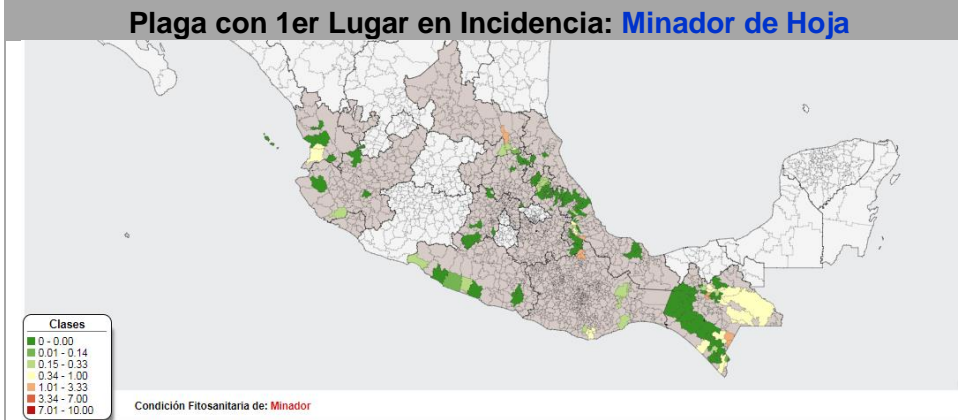 Plaga con 1er Lugar en Incidencia: Minador de Hoja
Clases
0 - 0.00
0.01 - 0.14
0.15 - 0.33
0.34 - 1.00
1.01 - 3.33
3.34 - 7.00
7.01 - 10.00
Condición Fitosanitaria de: Minador